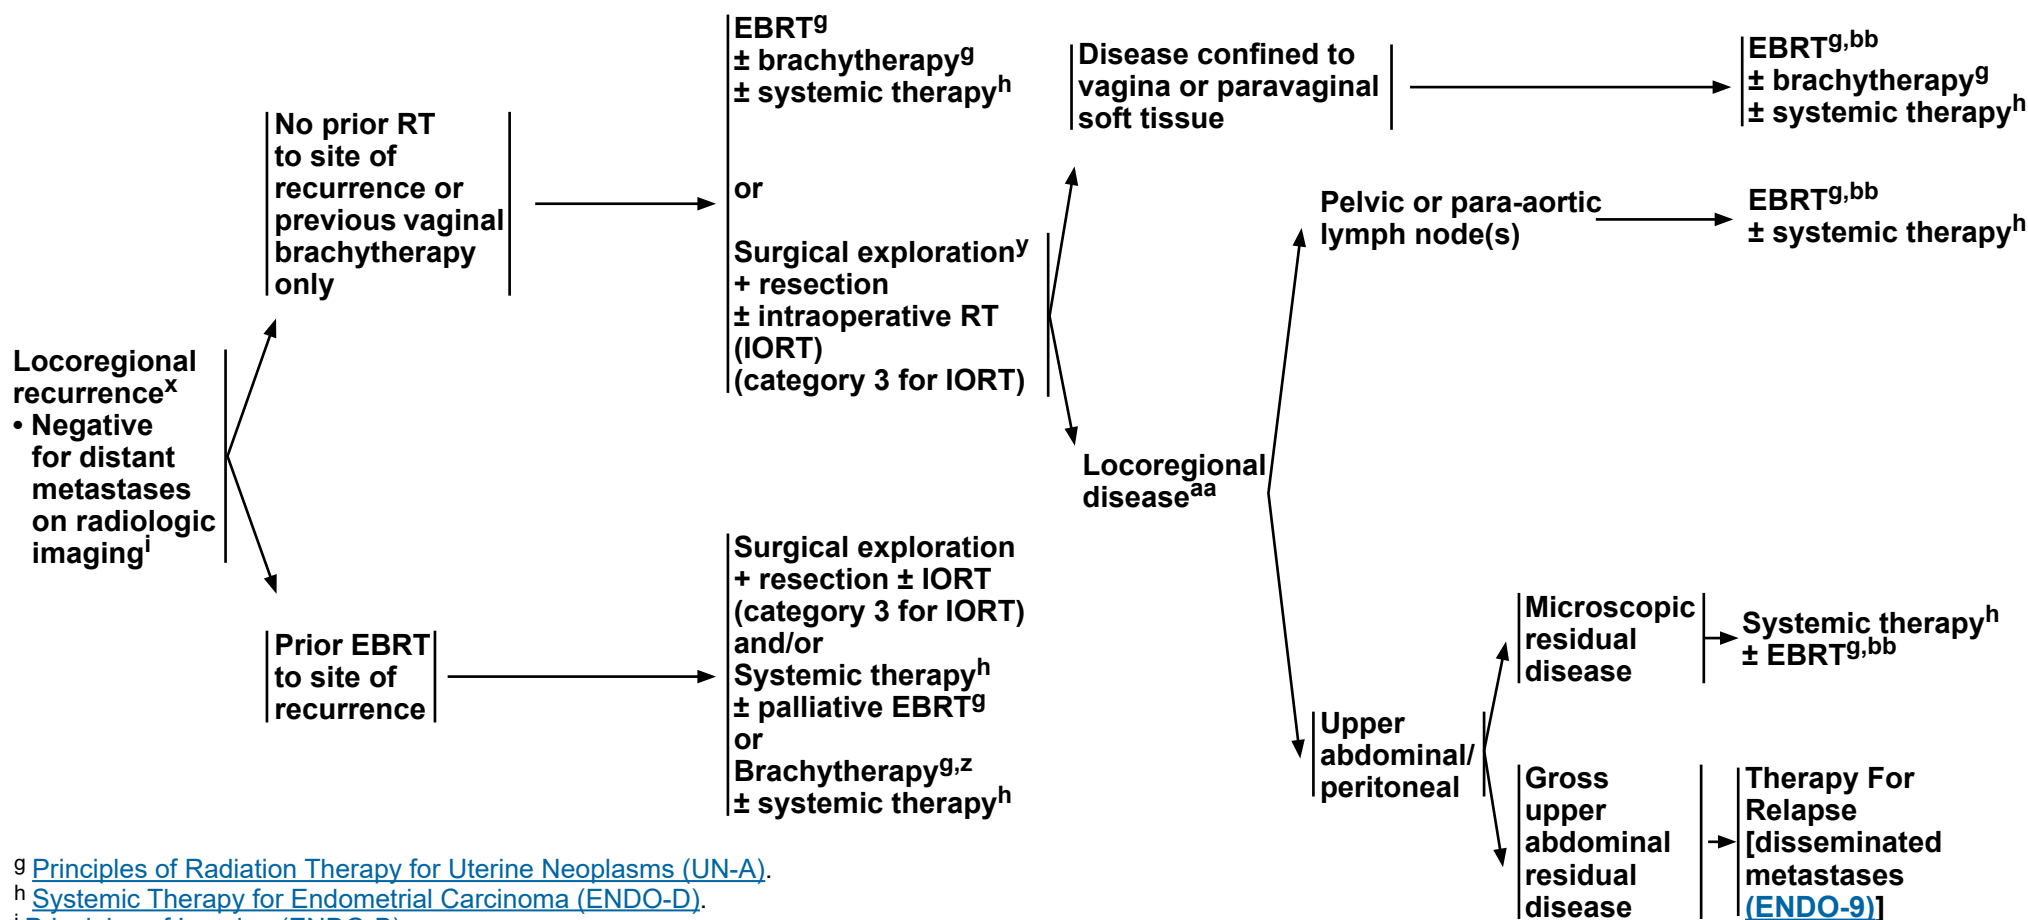 Locoregional
recurrencex
• Negative
for distant
metastases
on radiologic
imagingi
No prior RT
to site of
recurrence or
previous vaginal
brachytherapy
only
Prior EBRT
to site of
recurrence
EBRTg
± brachytherapyg
± systemic therapyh
or
Surgical explorationy
+ resection
± intraoperative RT
(IORT)
(category 3 for IORT)
Surgical exploration
+ resection ± IORT
(category 3 for IORT)
and/or
Systemic therapyh
± palliative EBRTg
or
Brachytherapyg,z
± systemic therapyh
Disease confined to
vagina or paravaginal
soft tissue
EBRTg,bb
± brachytherapyg
± systemic therapyh
Locoregional
diseaseaa
Pelvic or para-aortic
lymph node(s)
EBRTg,bb
± systemic therapyh
Upper
abdominal/
peritoneal
Microscopic
residual
disease
Systemic therapyh
± EBRTg,bb
Gross
upper
abdominal
residual
disease
Therapy For
Relapse
[disseminated
metastases
(ENDO-9)]
g Principles of Radiation Therapy for Uterine Neoplasms (UN-A).
h Systemic Therapy for Endometrial Carcinoma (ENDO-D).